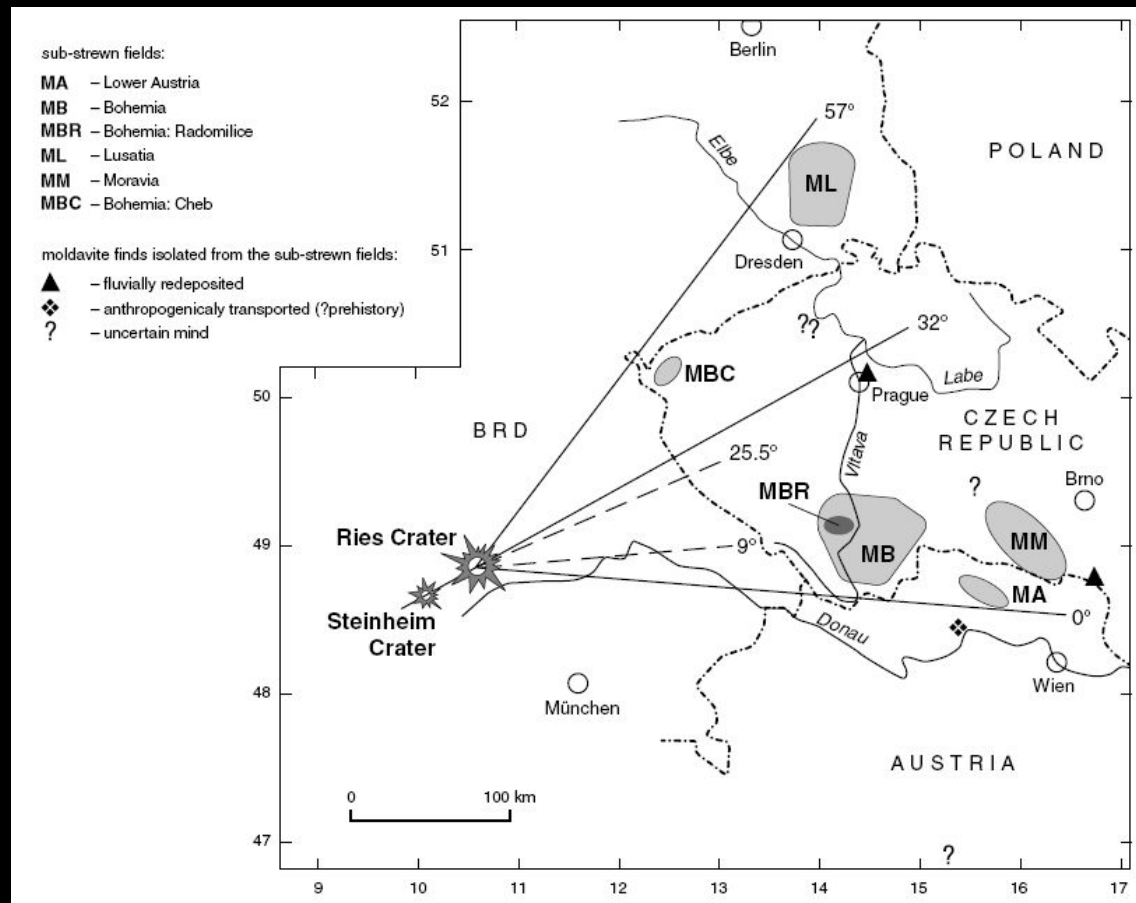 sub-strewn fields:
MA – Lower Austria
MB – Bohemia
MBR – Bohemia: Radomilice
ML – Lusatia
MM – Moravia
MBC – Bohemia: Cheb
moldavite finds isolated from the sub-strewn fields:
– fluvially redeposited
– anthropogenicaly transported (?prehistory)
? – uncertain mind
Berlin
52
57°
Elbe
POLAND
ML
51
Dresden
??
32°
MBC
Labe
50
Prague
CZECH
REPUBLIC
BRD
25.5°
Vltava
Brno
MBR
?
Ries Crater
9°
MB
MM
49
MA
Steinheim
Crater
0°
Donau
Wien
48
München
AUSTRIA
0 100 km
47
?
9 10 11 12 13 14 15 16 17